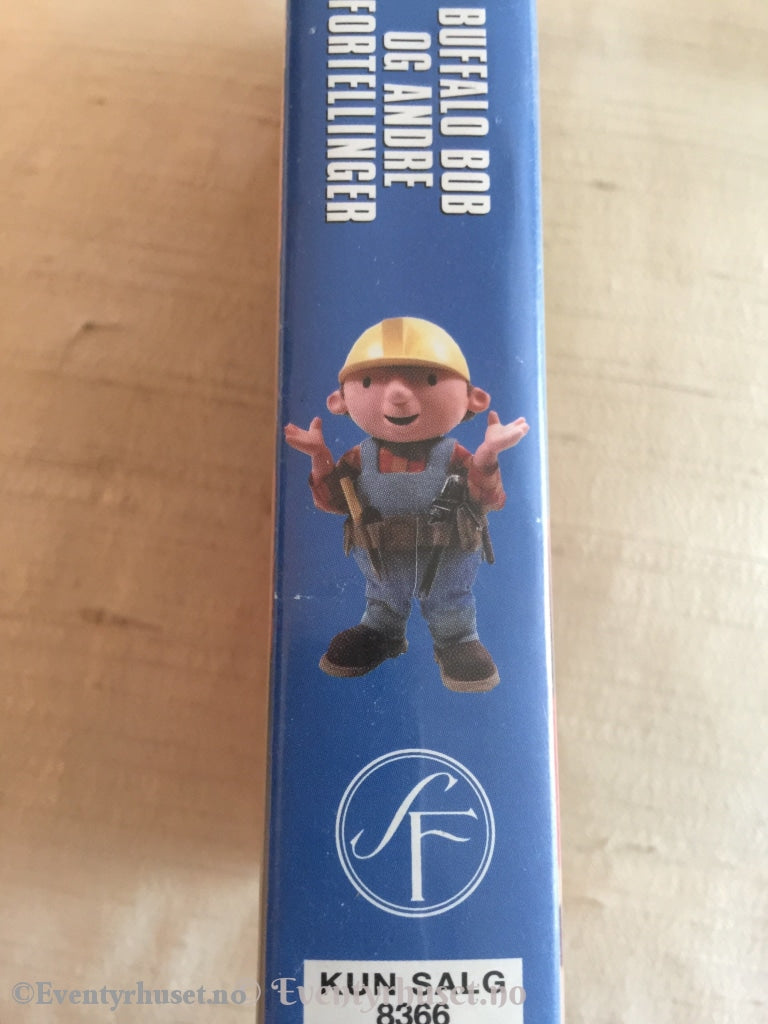 BUFFALO BOB
OG ANDRE
FORTELLINGER
SF
KUN SALG
8366
©Eventyrhuset.no
Eventyrhuset.no